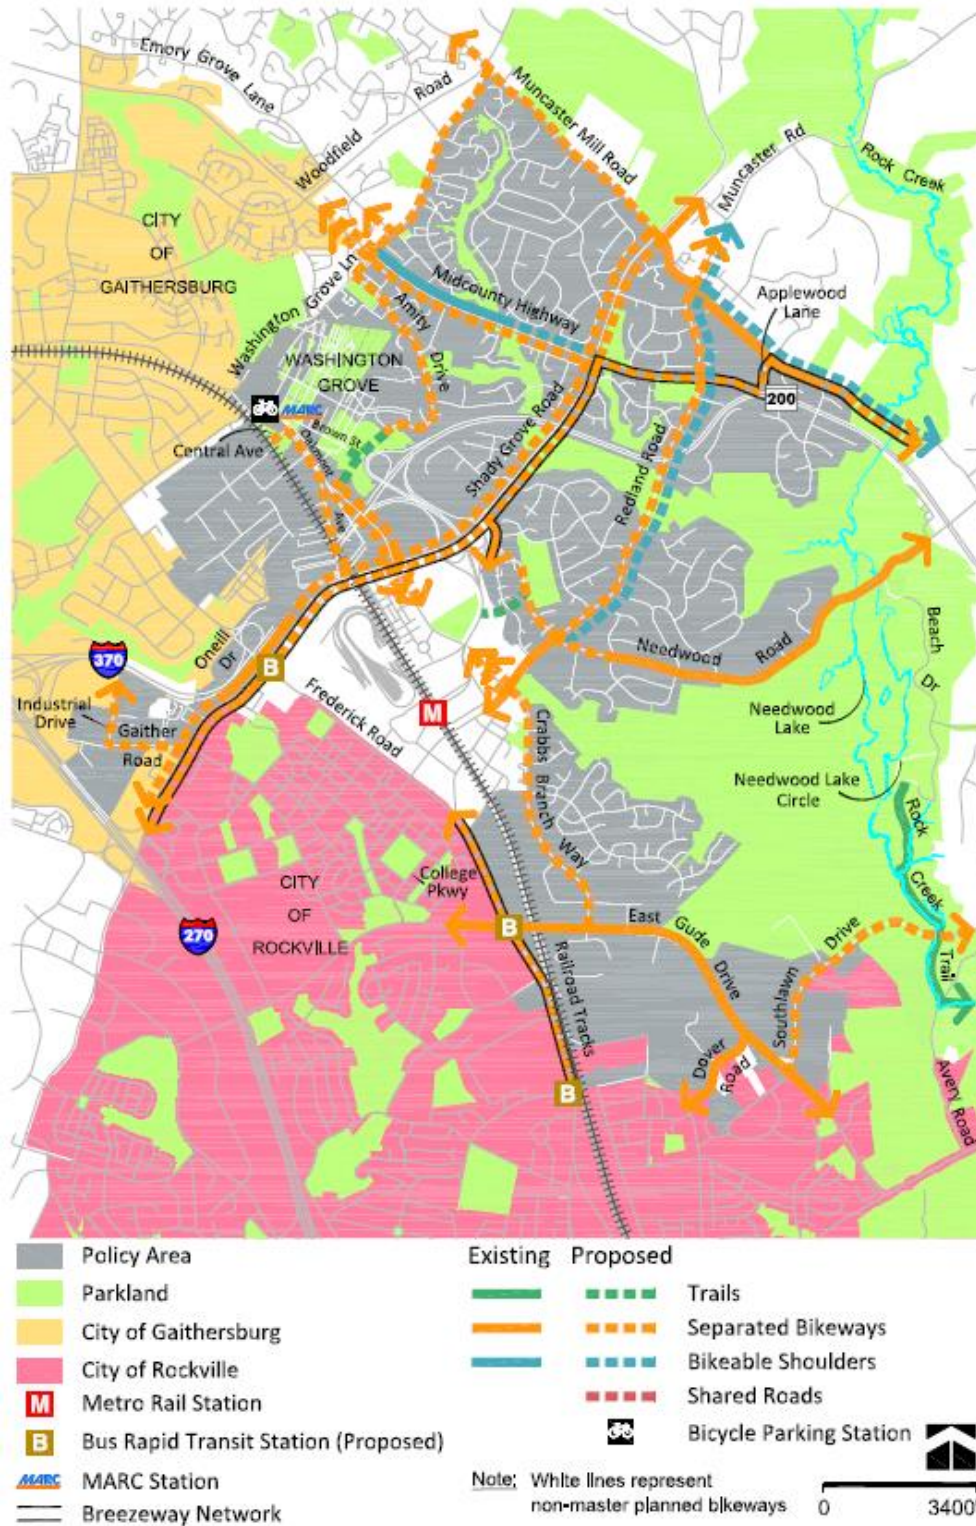 Emory Grove Lane
Woodfield Road
Muncaster Mill Road
Muncaster Rd
Rock Creek
CITY
OF
GAITHERSBURG
Washington Grove Ln
Midcounty Highway
Applewood
Lane
Amity Drive
WASHINGTON
GROVE
200
MARC
Brown St
Oakmont Ave
Central Ave
Shady Grove Road
Redland Road
Oneill Dr
370
B
Needwood Road
Beach Dr
Industrial
Drive
Gaither
Road
Frederick Road
M
Needwood
Lake
Crabbs Branch Way
Needwood Lake
Circle
Rock Creek Trail
College
Pkwy
CITY
OF
ROCKVILLE
270
B
East Gude Drive
Railroad Tracks
Southlawn Drive
Dover
Road
Avery Road
B
Policy Area
Parkland
City of Gaithersburg
City of Rockville
M Metro Rail Station
B Bus Rapid Transit Station (Proposed)
MARC MARC Station
Breezeway Network
Existing Proposed
Trails
Separated Bikeways
Bikeable Shoulders
Shared Roads
Bicycle Parking Station
Note: White lines represent
non-master planned bikeways
0 3400